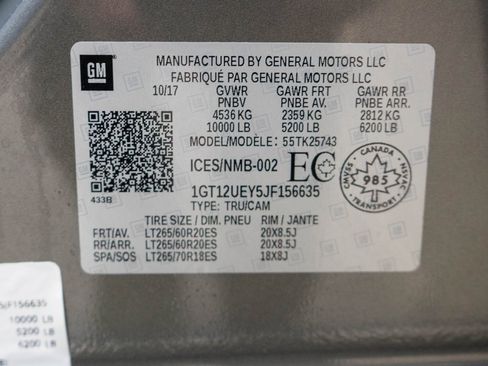 GM
MANUFACTURED BY GENERAL MOTORS LLC
FABRIQUÉ PAR GENERAL MOTORS LLC
10/17 GVWR GAWR FRT GAWR RR
PNBV PNBE AV. PNBE ARR.
4536 KG 2359 KG 2812 KG
10000 LB 5200 LB 6200 LB
MODEL/MODÈLE: 55TK25743
ICES/NMB-002 EC
CANADA
985
CMVSS NSVAC
TRANSPORT
433B
1GT12UEY5JF156635
TYPE: TRU/CAM
TIRE SIZE / DIM. PNEU RIM / JANTE
FRT/AV. LT265/60R20ES 20X8.5J
RR/ARR. LT265/60R20ES 20X8.5J
SPA/SOS LT265/70R18ES 18X8J
5JF156635
10000 LB
5200 LB
6200 LB